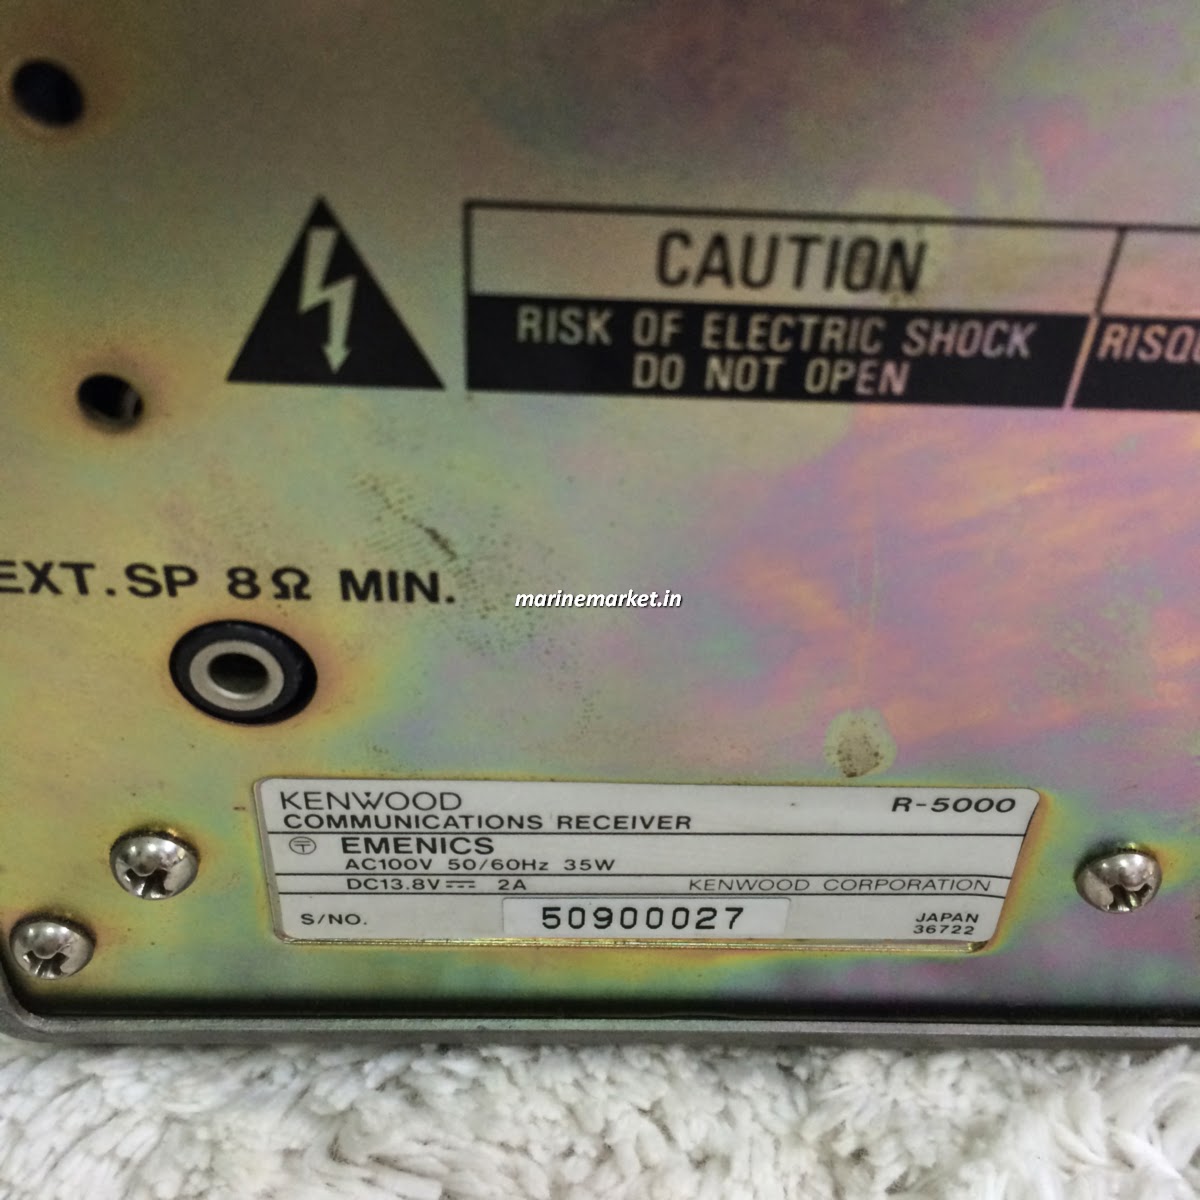 CAUTION
RISK OF ELECTRIC SHOCK
DO NOT OPEN
EXT.SP 8Ω MIN.
marinemarket.in
KENWOOD R-5000
COMMUNICATIONS RECEIVER
〶 EMENICS
AC100V 50/60Hz 35W
DC13.8V⎓ 2A KENWOOD CORPORATION
S/NO. 50900027 JAPAN
36722